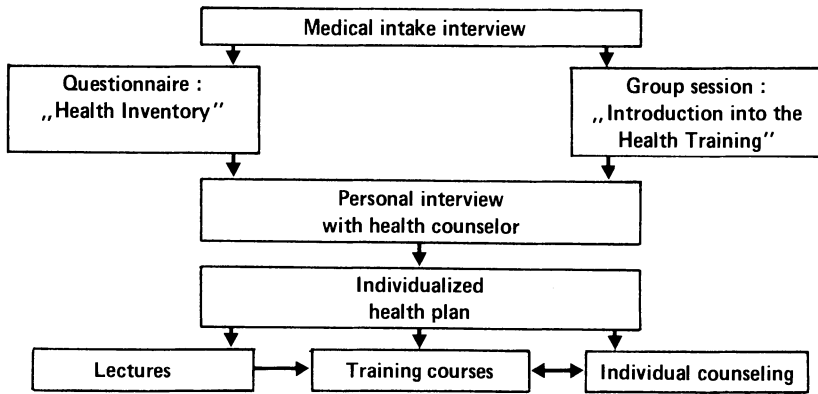 Medical intake interview
Questionnaire :
,,Health Inventory"
Group session :
,,Introduction into the
Health Training"
Personal interview
with health counselor
Individualized
health plan
Lectures
Training courses
Individual counseling